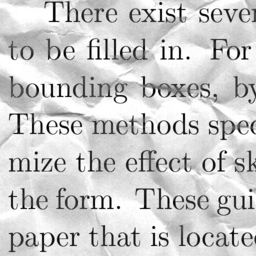 There exist sever
to be filled in. For
bounding boxes, by
These methods spec
mize the effect of sk
the form. These gui
paper that is locate